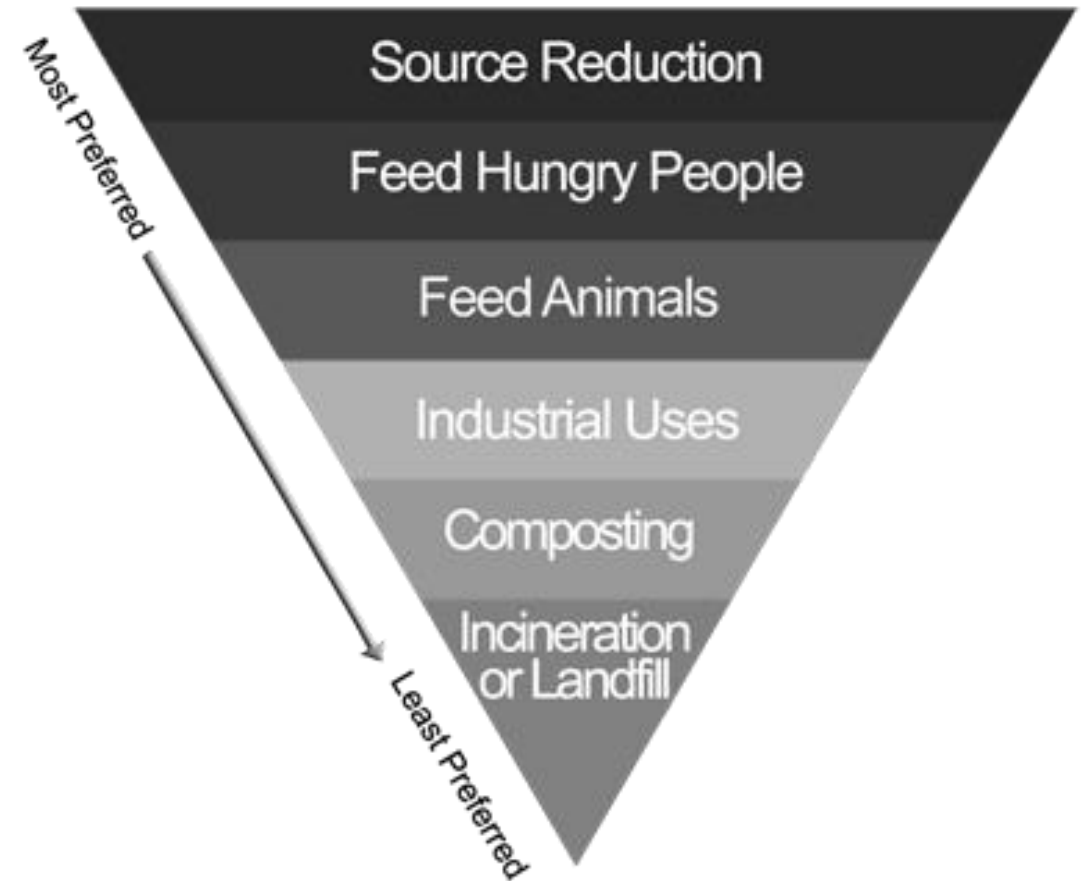 Most Preferred
Source Reduction
Feed Hungry People
Feed Animals
Industrial Uses
Composting
Incineration
or Landfill
Least Preferred